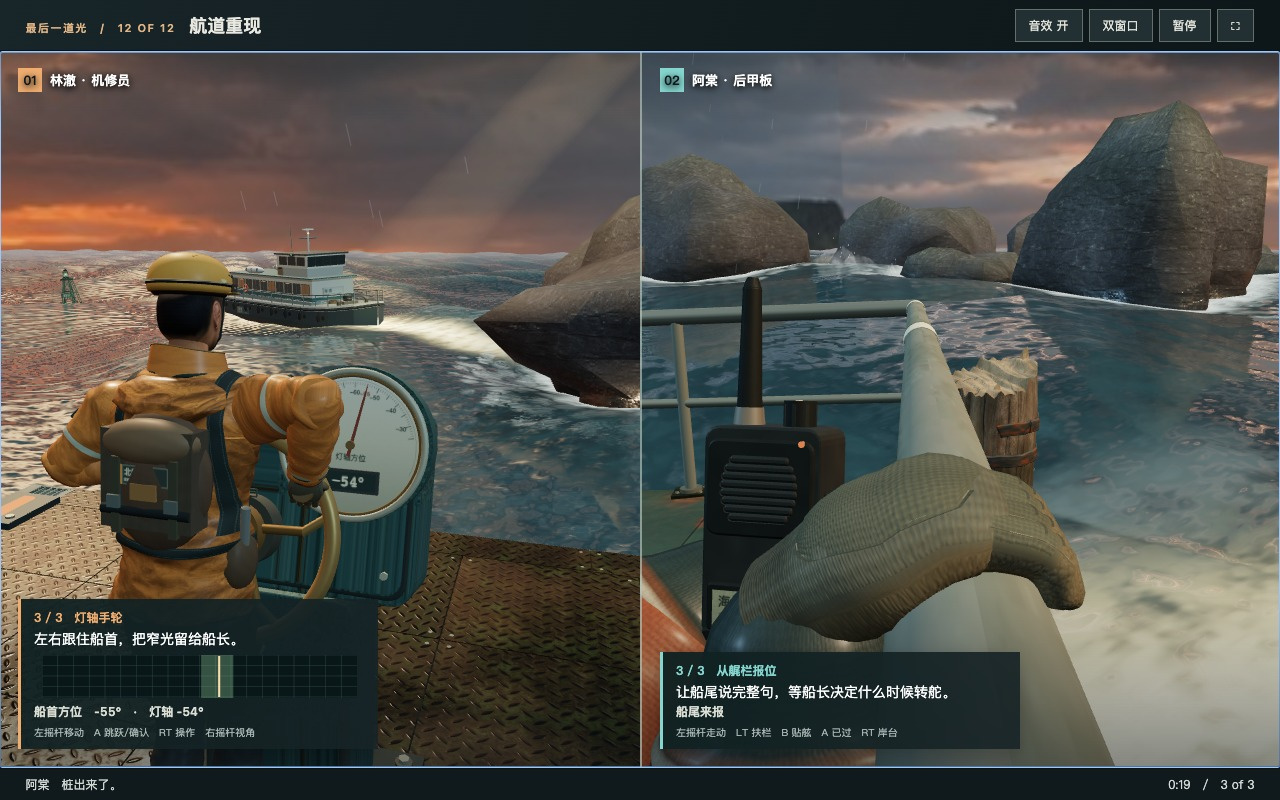 最后一道光 / 12 OF 12 航道重现
音效 开 双窗口 暂停
01 林澈 · 机修员
02 阿棠 · 后甲板
-40
灯轴方位
-54°
3 / 3 灯轴手轮
左右跟住船首，把窄光留给船长。
船首方位 -55° · 灯轴 -54°
左摇杆移动 A 跳跃/确认 RT 操作 右摇杆视角
3 / 3 从艉栏报位
让船尾说完整句，等船长决定什么时候转舵。
船尾来报
左摇杆走动 LT 扶栏 B 贴舷 A 已过 RT 岸台
阿棠 桩出来了。
0:19 / 3 of 3